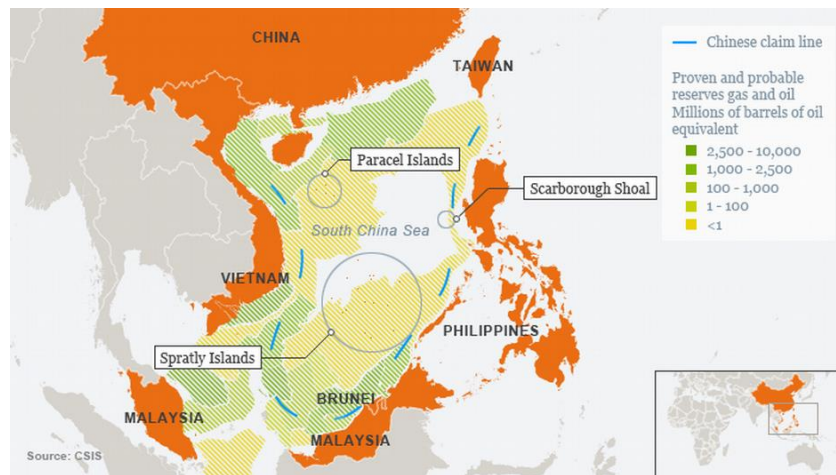 CHINA
TAIWAN
Chinese claim line
Proven and probable
reserves gas and oil
Millions of barrels of oil
equivalent
2,500 - 10,000
1,000 - 2,500
100 - 1,000
1 - 100
<1
Paracel Islands
Scarborough Shoal
South China Sea
VIETNAM
PHILIPPINES
Spratly Islands
BRUNEI
MALAYSIA
MALAYSIA
Source: CSIS